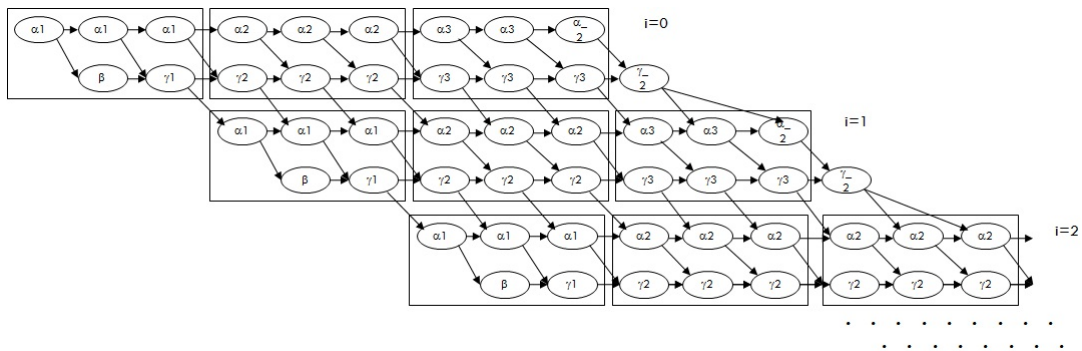 α1 α1 α1 α2 α2 α2 α3 α3 α_2 i=0
β γ1 γ2 γ2 γ2 γ3 γ3 γ3 γ_2
α1 α1 α1 α2 α2 α2 α3 α3 α_2 i=1
β γ1 γ2 γ2 γ2 γ3 γ3 γ3 γ_2
α1 α1 α1 α2 α2 α2 α2 α2 α2 i=2
β γ1 γ2 γ2 γ2 γ2 γ2 γ2
. . . . . . . . .
. . . . . . . . .